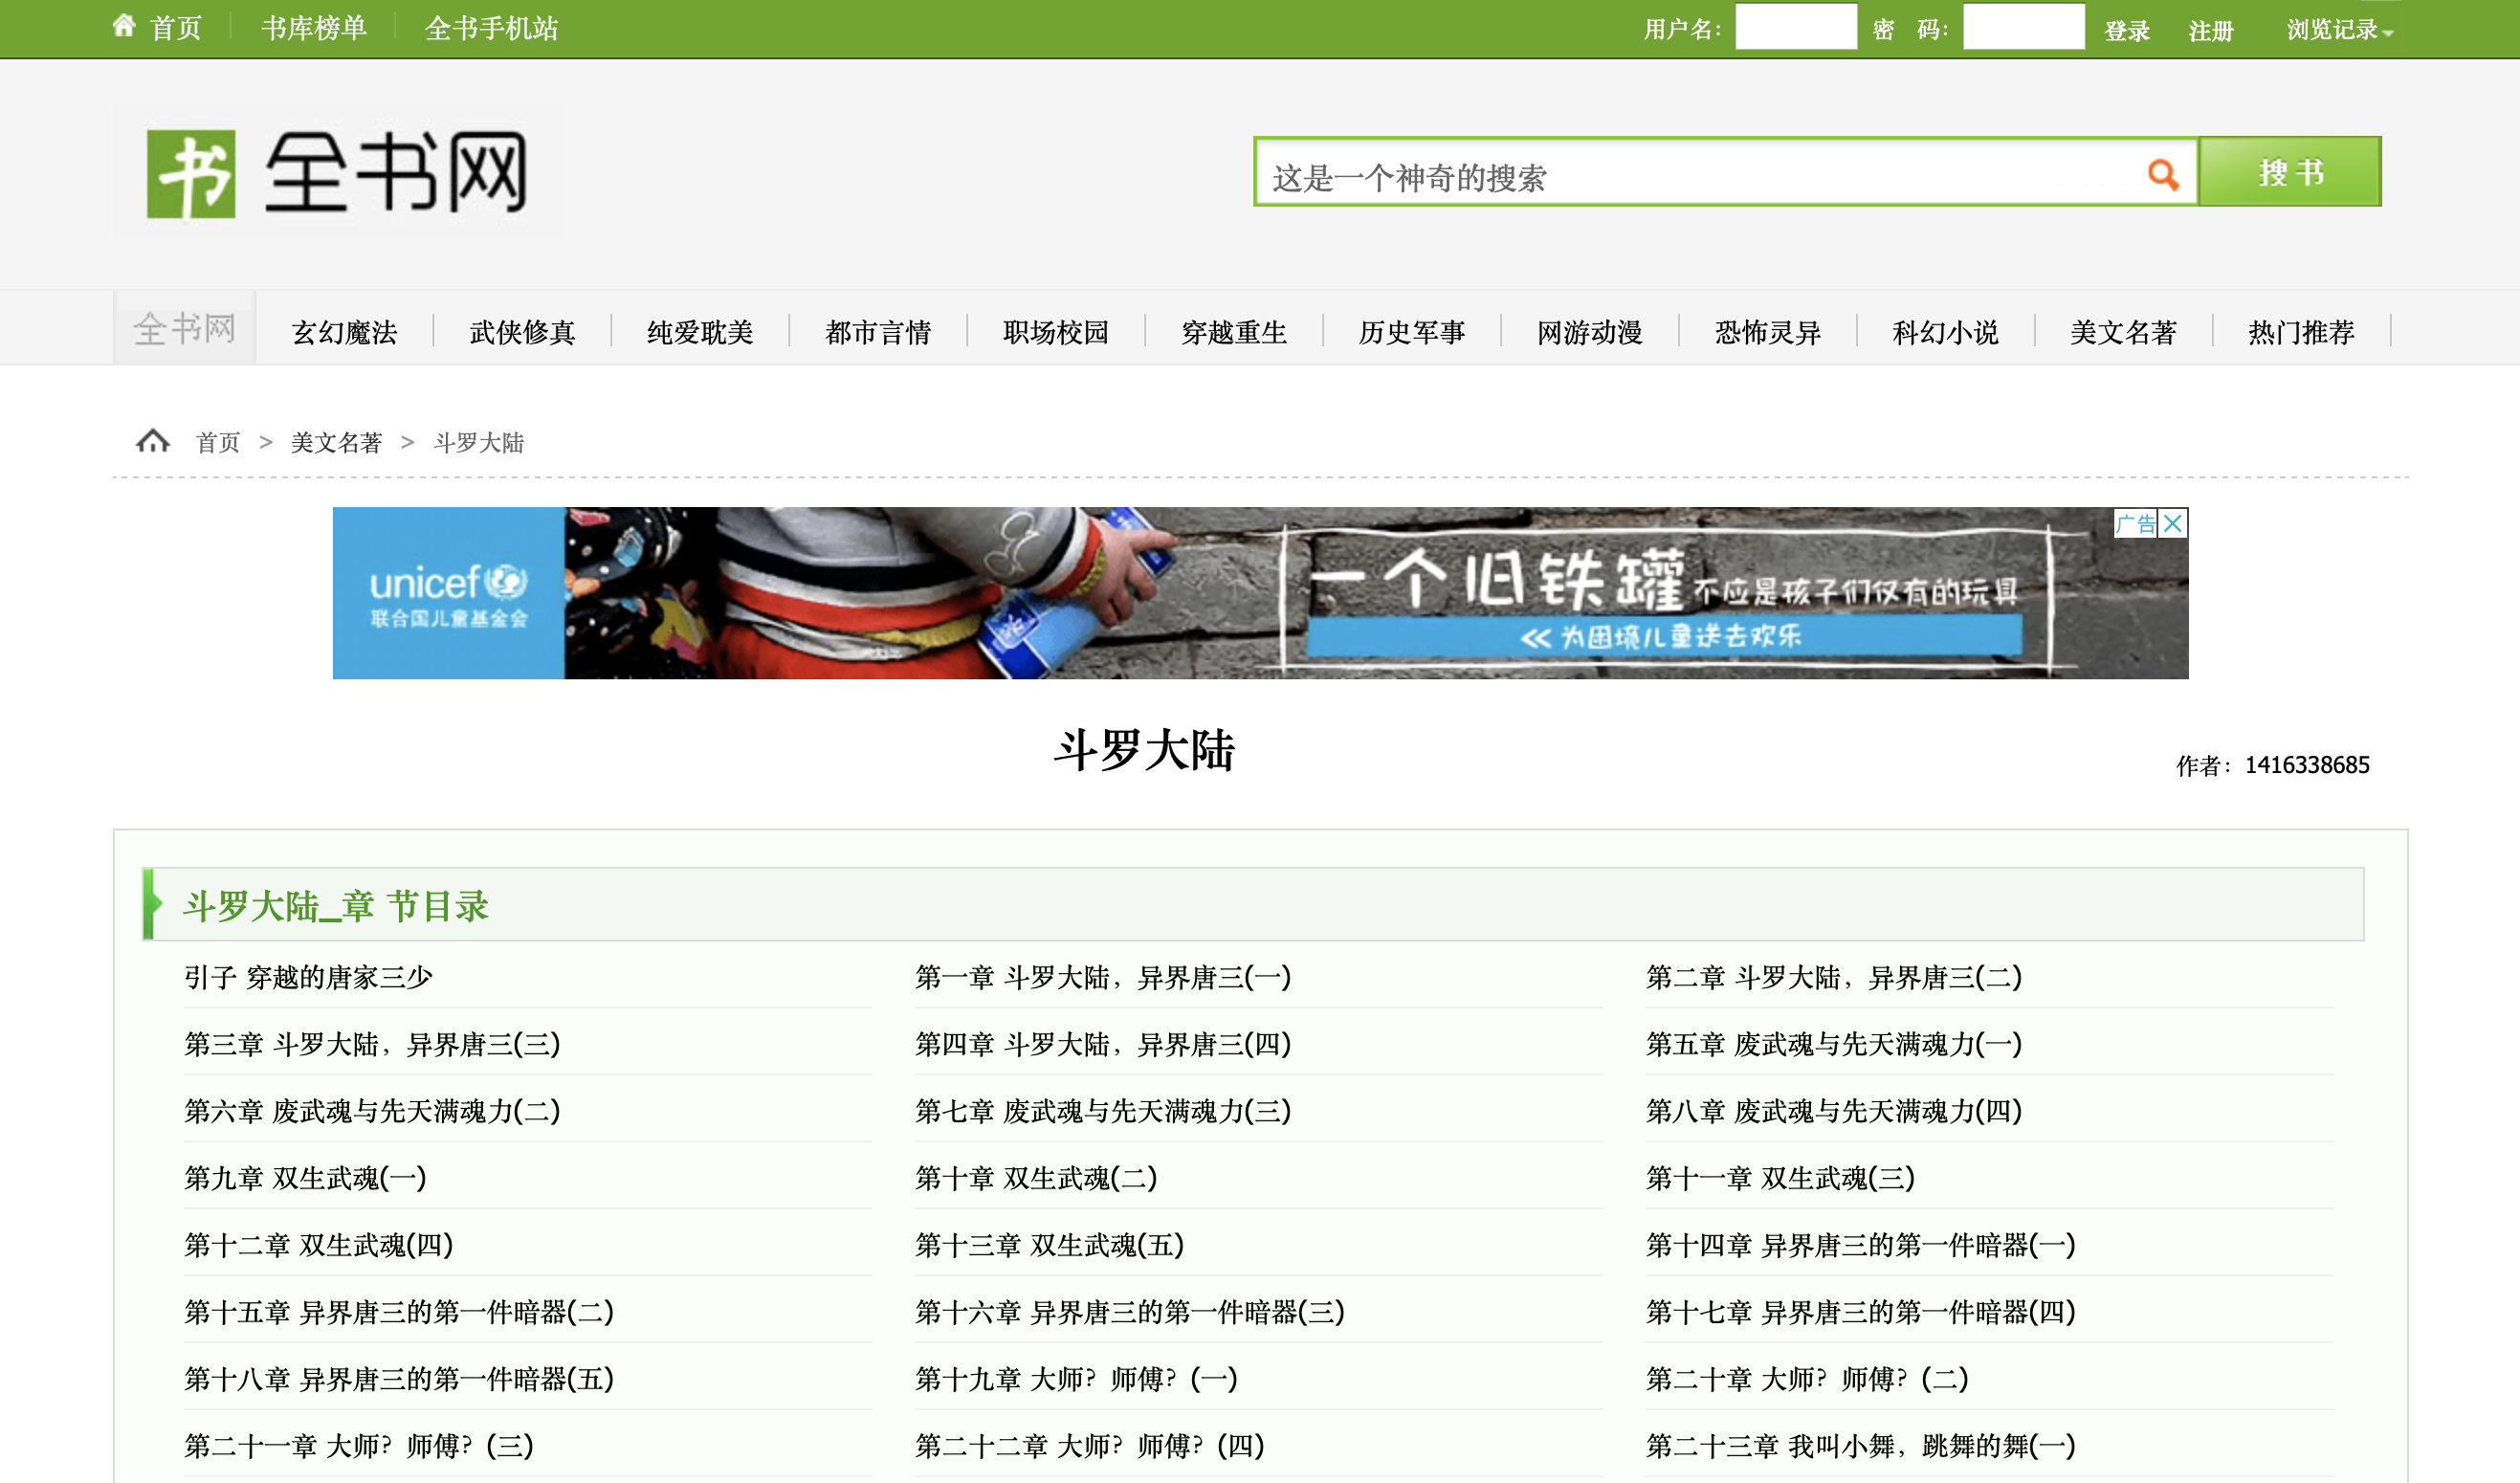 首页 书库榜单 全书手机站 用户名： 密 码： 登录 注册 浏览记录
书 全书网
这是一个神奇的搜索 搜书
全书网 玄幻魔法 武侠修真 纯爱耽美 都市言情 职场校园 穿越重生 历史军事 网游动漫 恐怖灵异 科幻小说 美文名著 热门推荐
首页 > 美文名著 > 斗罗大陆
广告
unicef
联合国儿童基金会
一个旧铁罐 不应是孩子们仅有的玩具
<< 为困境儿童送去欢乐
斗罗大陆
作者：1416338685
斗罗大陆_章 节目录
引子 穿越的唐家三少 第一章 斗罗大陆，异界唐三(一) 第二章 斗罗大陆，异界唐三(二)
第三章 斗罗大陆，异界唐三(三) 第四章 斗罗大陆，异界唐三(四) 第五章 废武魂与先天满魂力(一)
第六章 废武魂与先天满魂力(二) 第七章 废武魂与先天满魂力(三) 第八章 废武魂与先天满魂力(四)
第九章 双生武魂(一) 第十章 双生武魂(二) 第十一章 双生武魂(三)
第十二章 双生武魂(四) 第十三章 双生武魂(五) 第十四章 异界唐三的第一件暗器(一)
第十五章 异界唐三的第一件暗器(二) 第十六章 异界唐三的第一件暗器(三) 第十七章 异界唐三的第一件暗器(四)
第十八章 异界唐三的第一件暗器(五) 第十九章 大师？师傅？(一) 第二十章 大师？师傅？(二)
第二十一章 大师？师傅？(三) 第二十二章 大师？师傅？(四) 第二十三章 我叫小舞，跳舞的舞(一)